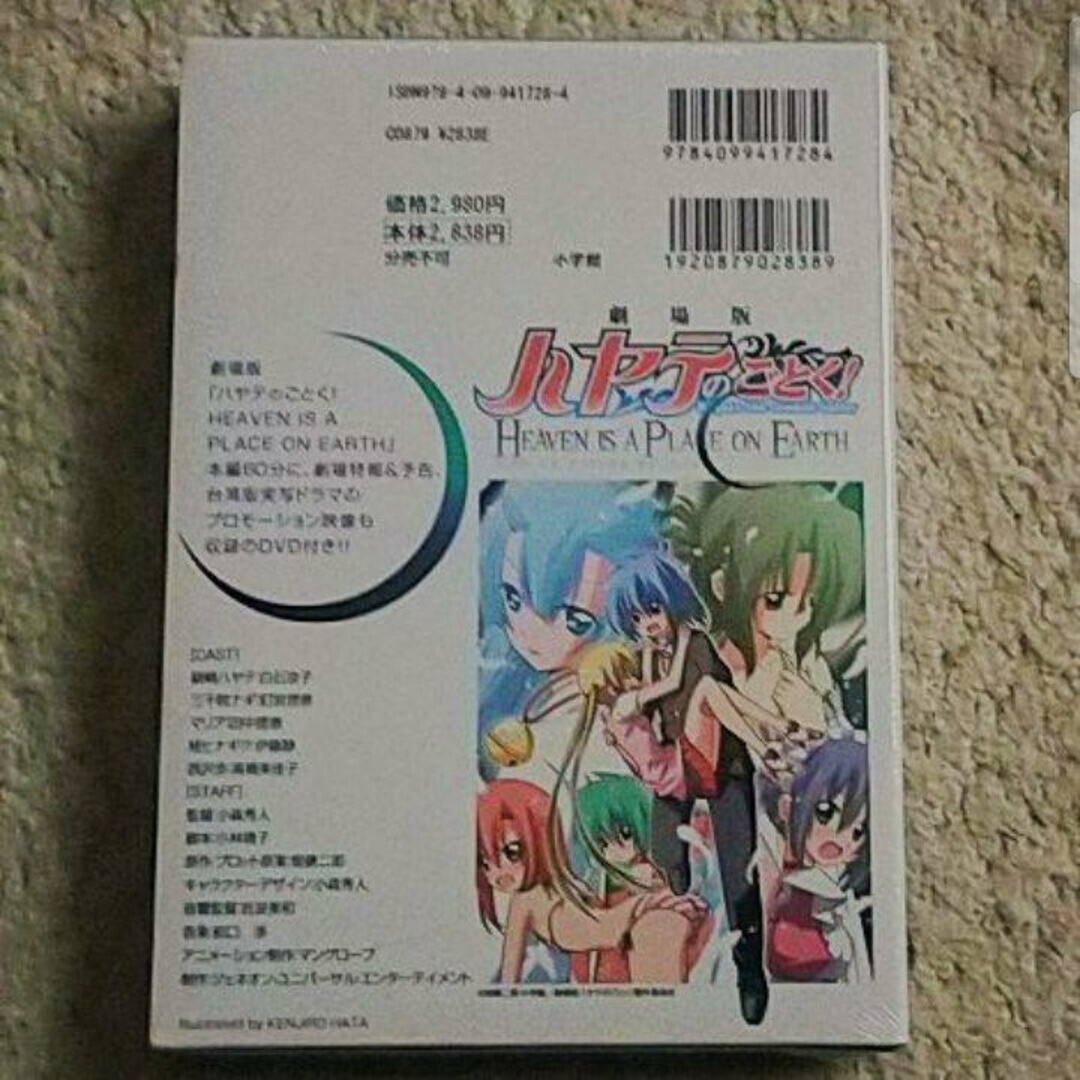 ISBN978-4-09-941728-4
C0879 ¥2838E
9784099417284
価格2,980円
本体2,838円
分売不可
小学館
1920879028389
劇場版
ハヤテのごとく!
HEAVEN IS A PLACE ON EARTH
劇場版
『ハヤテのごとく!
HEAVEN IS A
PLACE ON EARTH』
本編60分に、劇場特報&予告、
台湾版実写ドラマの
プロモーション映像も
収録のDVD付き!!
[CAST]
綾崎ハヤテ:白石涼子
三千院ナギ:釘宮理恵
マリア:田中理恵
桂ヒナギク:伊藤静
西沢歩:高橋美佳子
[STAFF]
監督:小森秀人
脚本:小林靖子
原作/プロット原案:畑健二郎
キャラクターデザイン:小森秀人
音響監督:岩浪美和
音楽:蛇口 渉
アニメーション制作:マングローブ
制作:ジェネオン・ユニバーサル・エンターテイメント
Illustrated by KENJIRO HATA